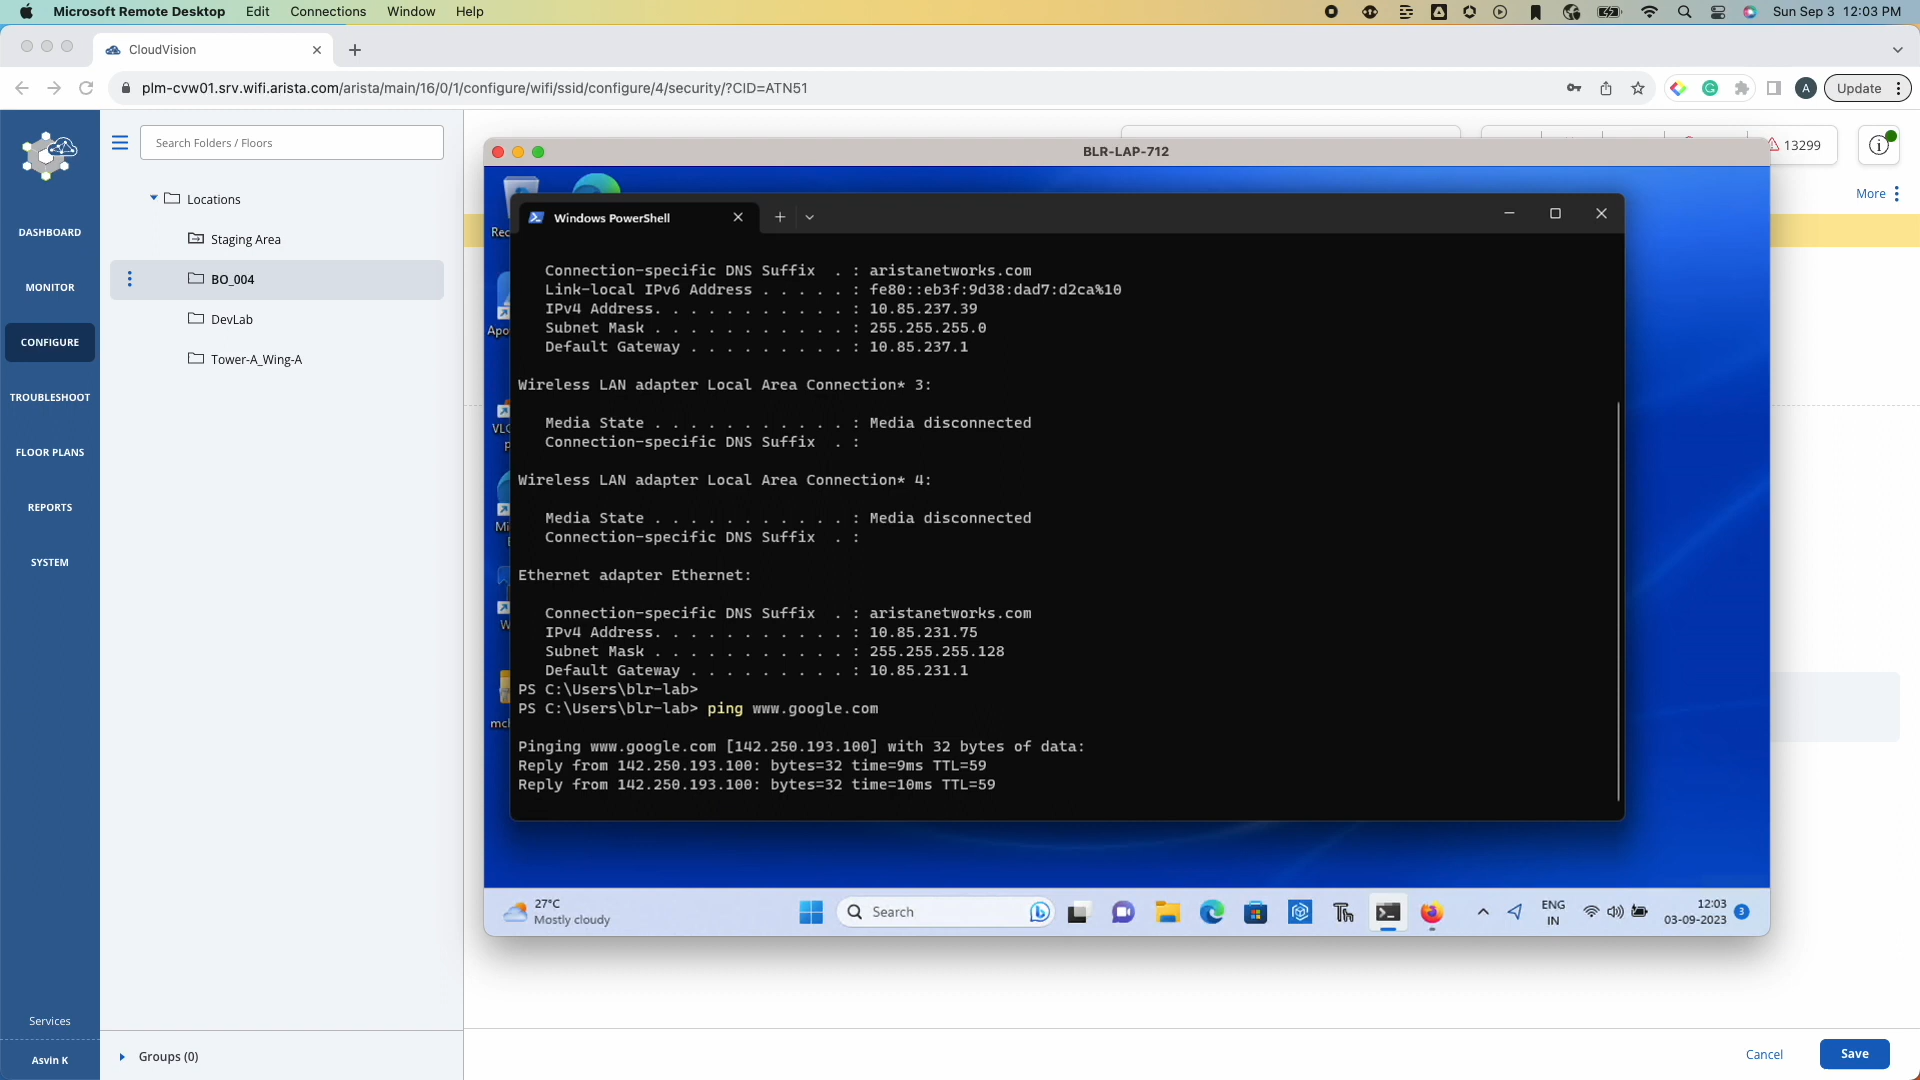 Microsoft Remote Desktop Edit Connections Window Help Sun Sep 3 12:03 PM
CloudVision
plm-cvw01.srv.wifi.arista.com/arista/main/16/0/1/configure/wifi/ssid/configure/4/security/?CID=ATN51
A
Update
Search Folders / Floors
Locations
Staging Area
BO_004
DevLab
Tower-A_Wing-A
DASHBOARD
MONITOR
CONFIGURE
TROUBLESHOOT
FLOOR PLANS
REPORTS
SYSTEM
Services
Asvin K
Groups (0)
13299
More
BLR-LAP-712
Windows PowerShell
Connection-specific DNS Suffix . : aristanetworks.com
Link-local IPv6 Address . . . . . : fe80::eb3f:9d38:dad7:d2ca%10
IPv4 Address. . . . . . . . . . . : 10.85.237.39
Subnet Mask . . . . . . . . . . . : 255.255.255.0
Default Gateway . . . . . . . . . : 10.85.237.1
Wireless LAN adapter Local Area Connection* 3:
Media State . . . . . . . . . . . : Media disconnected
Connection-specific DNS Suffix . :
Wireless LAN adapter Local Area Connection* 4:
Media State . . . . . . . . . . . : Media disconnected
Connection-specific DNS Suffix . :
Ethernet adapter Ethernet:
Connection-specific DNS Suffix . : aristanetworks.com
IPv4 Address. . . . . . . . . . . : 10.85.231.75
Subnet Mask . . . . . . . . . . . : 255.255.255.128
Default Gateway . . . . . . . . . : 10.85.231.1
PS C:\Users\blr-lab>
PS C:\Users\blr-lab> ping www.google.com
Pinging www.google.com [142.250.193.100] with 32 bytes of data:
Reply from 142.250.193.100: bytes=32 time=9ms TTL=59
Reply from 142.250.193.100: bytes=32 time=10ms TTL=59
27°C
Mostly cloudy
Search
ENG
IN
12:03
03-09-2023
3
Cancel
Save